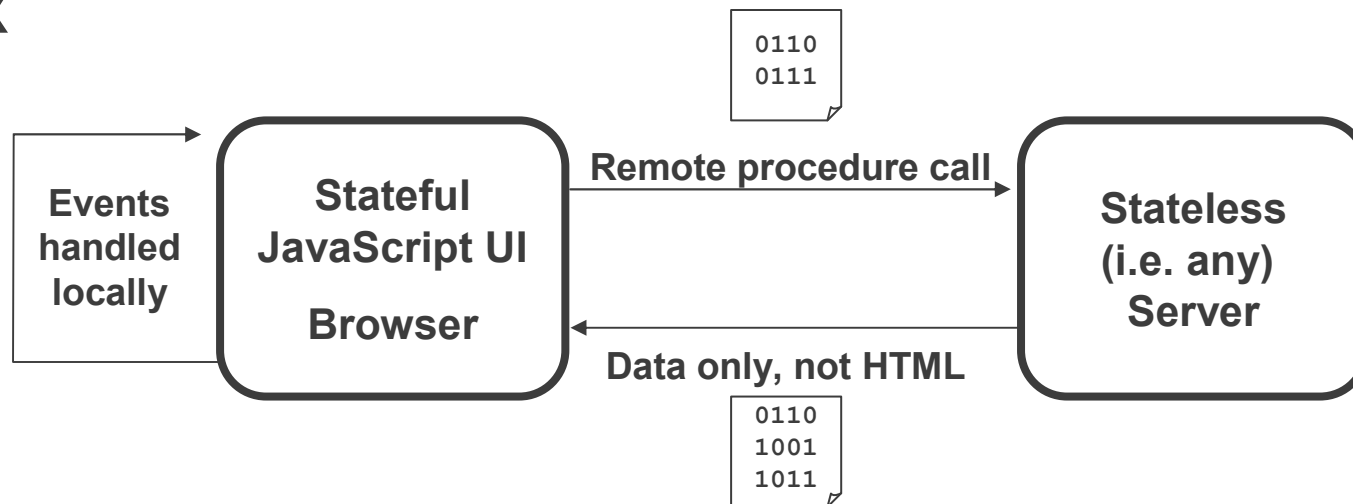 0110
0111
Remote procedure call
Events
handled
locally
Stateful
JavaScript UI
Browser
Stateless
(i.e. any)
Server
Data only, not HTML
0110
1001
1011